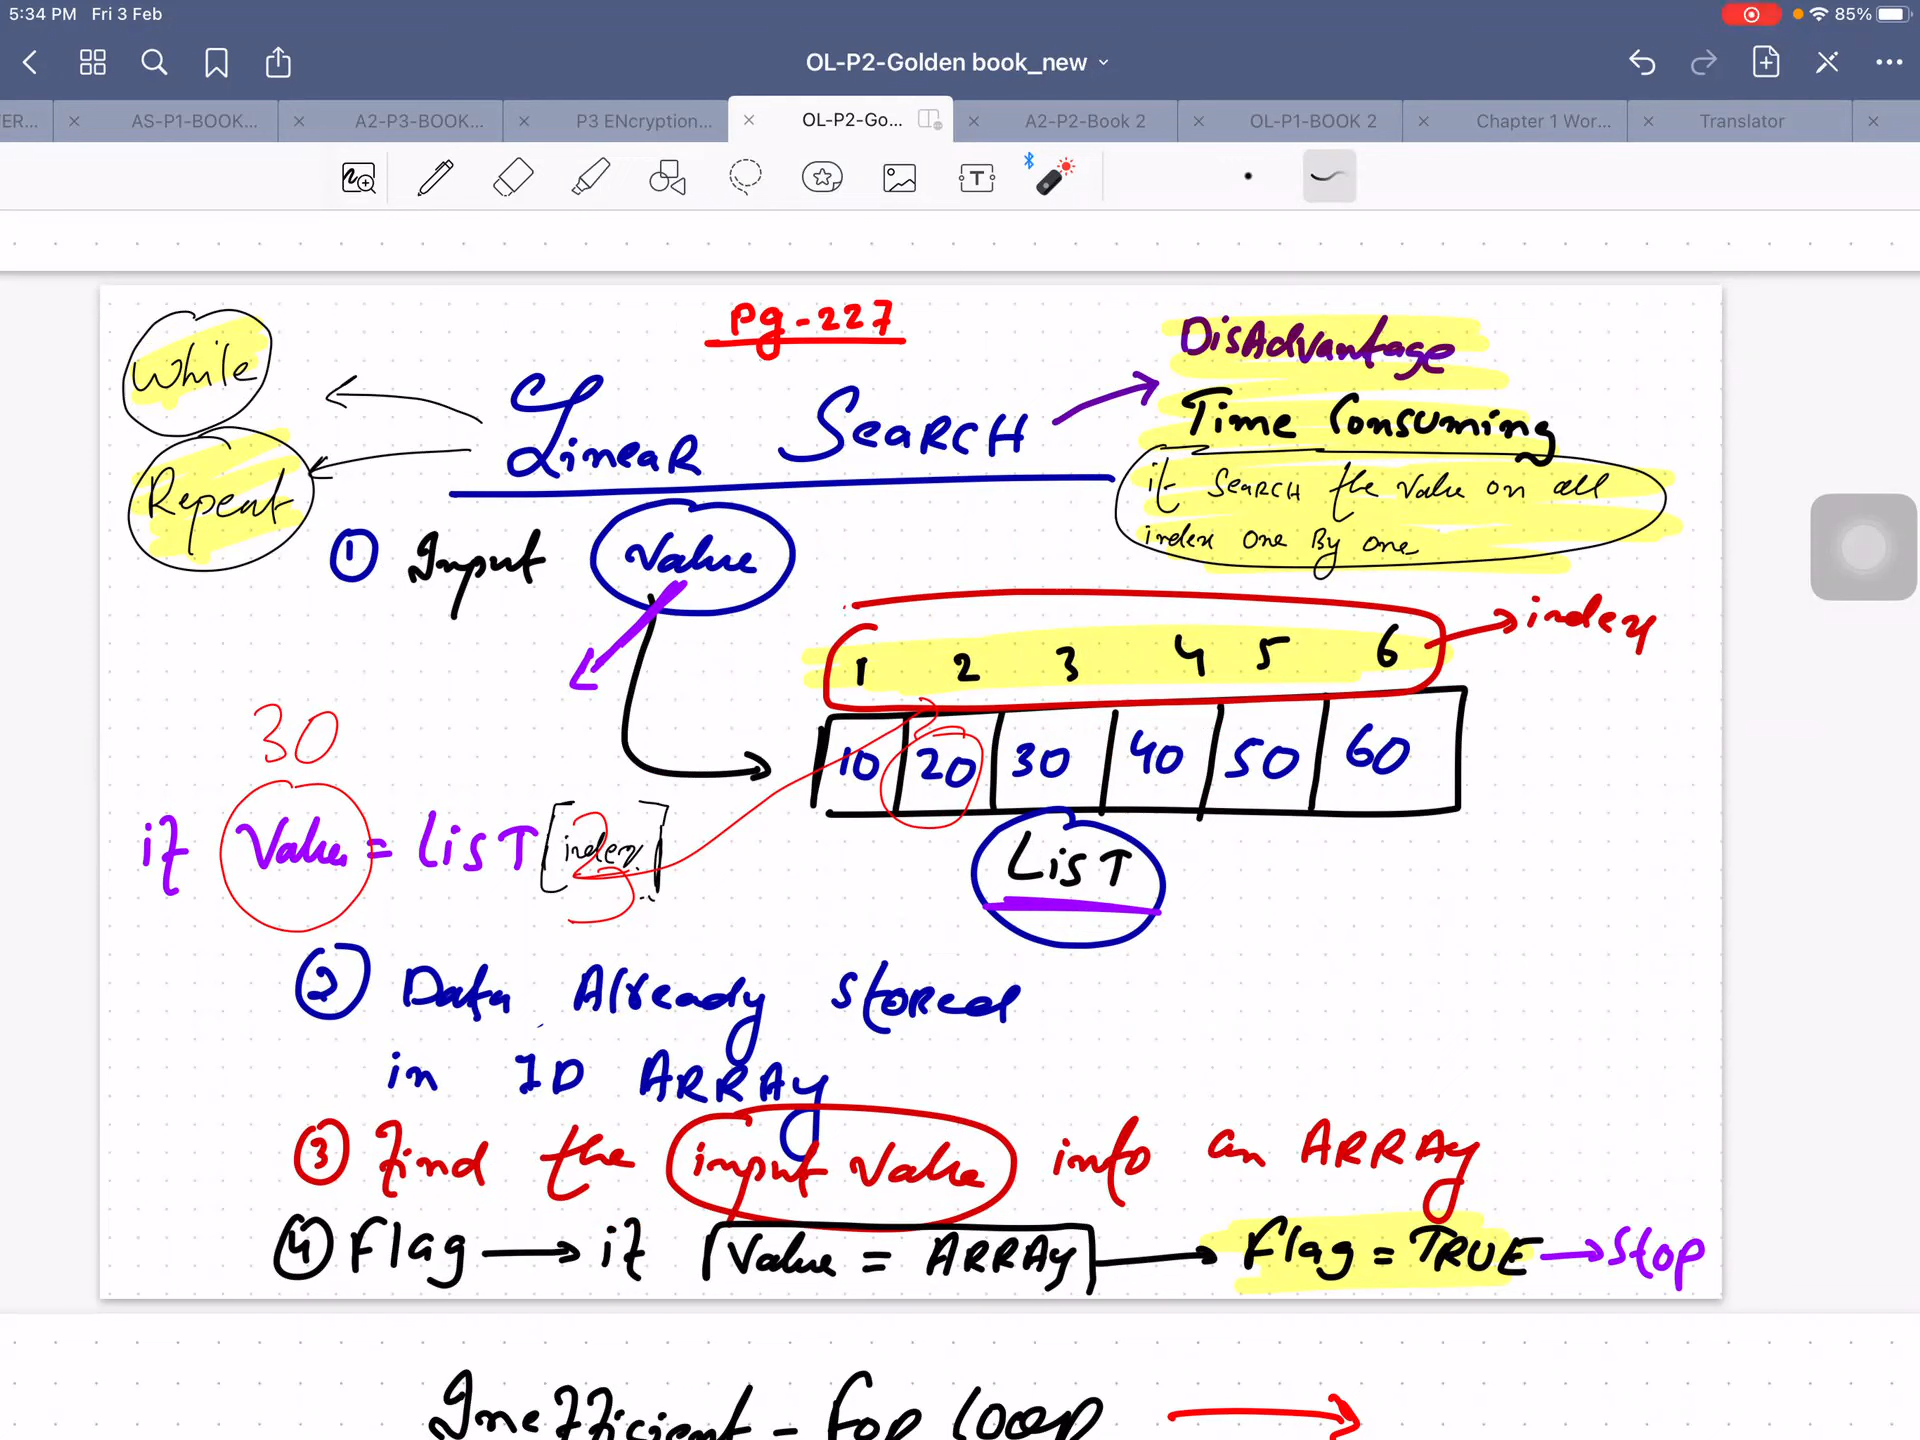 5:34 PM Fri 3 Feb
85%
OL-P2-Golden book_new
ER...
AS-P1-BOOK...
A2-P3-BOOK...
P3 ENcryption...
OL-P2-Go...
A2-P2-Book 2
OL-P1-BOOK 2
Chapter 1 Wor...
Translator
T
Pg-227
While
Repeat
Linear Search
DisAdvantage
Time Consuming
it Search the value on all
index one By one
① Input Value
1 2 3 4 5 6
index
10 20 30 40 50 60
30
if Value = LisT [index]
2
3
LisT
② Data Already stored
in 1D ARRAy
③ find the input value into an ARRAy
④ Flag → if Value = ARRAy → Flag = TRUE → Stop
Inefficient - For loop →